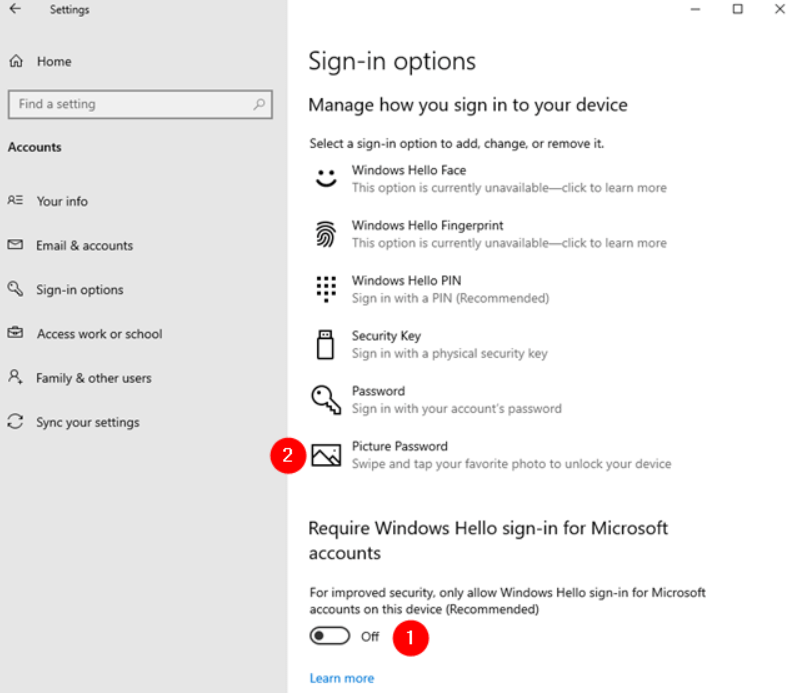 Settings
Home
Find a setting
Accounts
Your info
Email & accounts
Sign-in options
Access work or school
Family & other users
Sync your settings
Sign-in options
Manage how you sign in to your device
Select a sign-in option to add, change, or remove it.
Windows Hello Face
This option is currently unavailable—click to learn more
Windows Hello Fingerprint
This option is currently unavailable—click to learn more
Windows Hello PIN
Sign in with a PIN (Recommended)
Security Key
Sign in with a physical security key
Password
Sign in with your account's password
2
Picture Password
Swipe and tap your favorite photo to unlock your device
Require Windows Hello sign-in for Microsoft
accounts
For improved security, only allow Windows Hello sign-in for Microsoft
accounts on this device (Recommended)
Off
1
Learn more